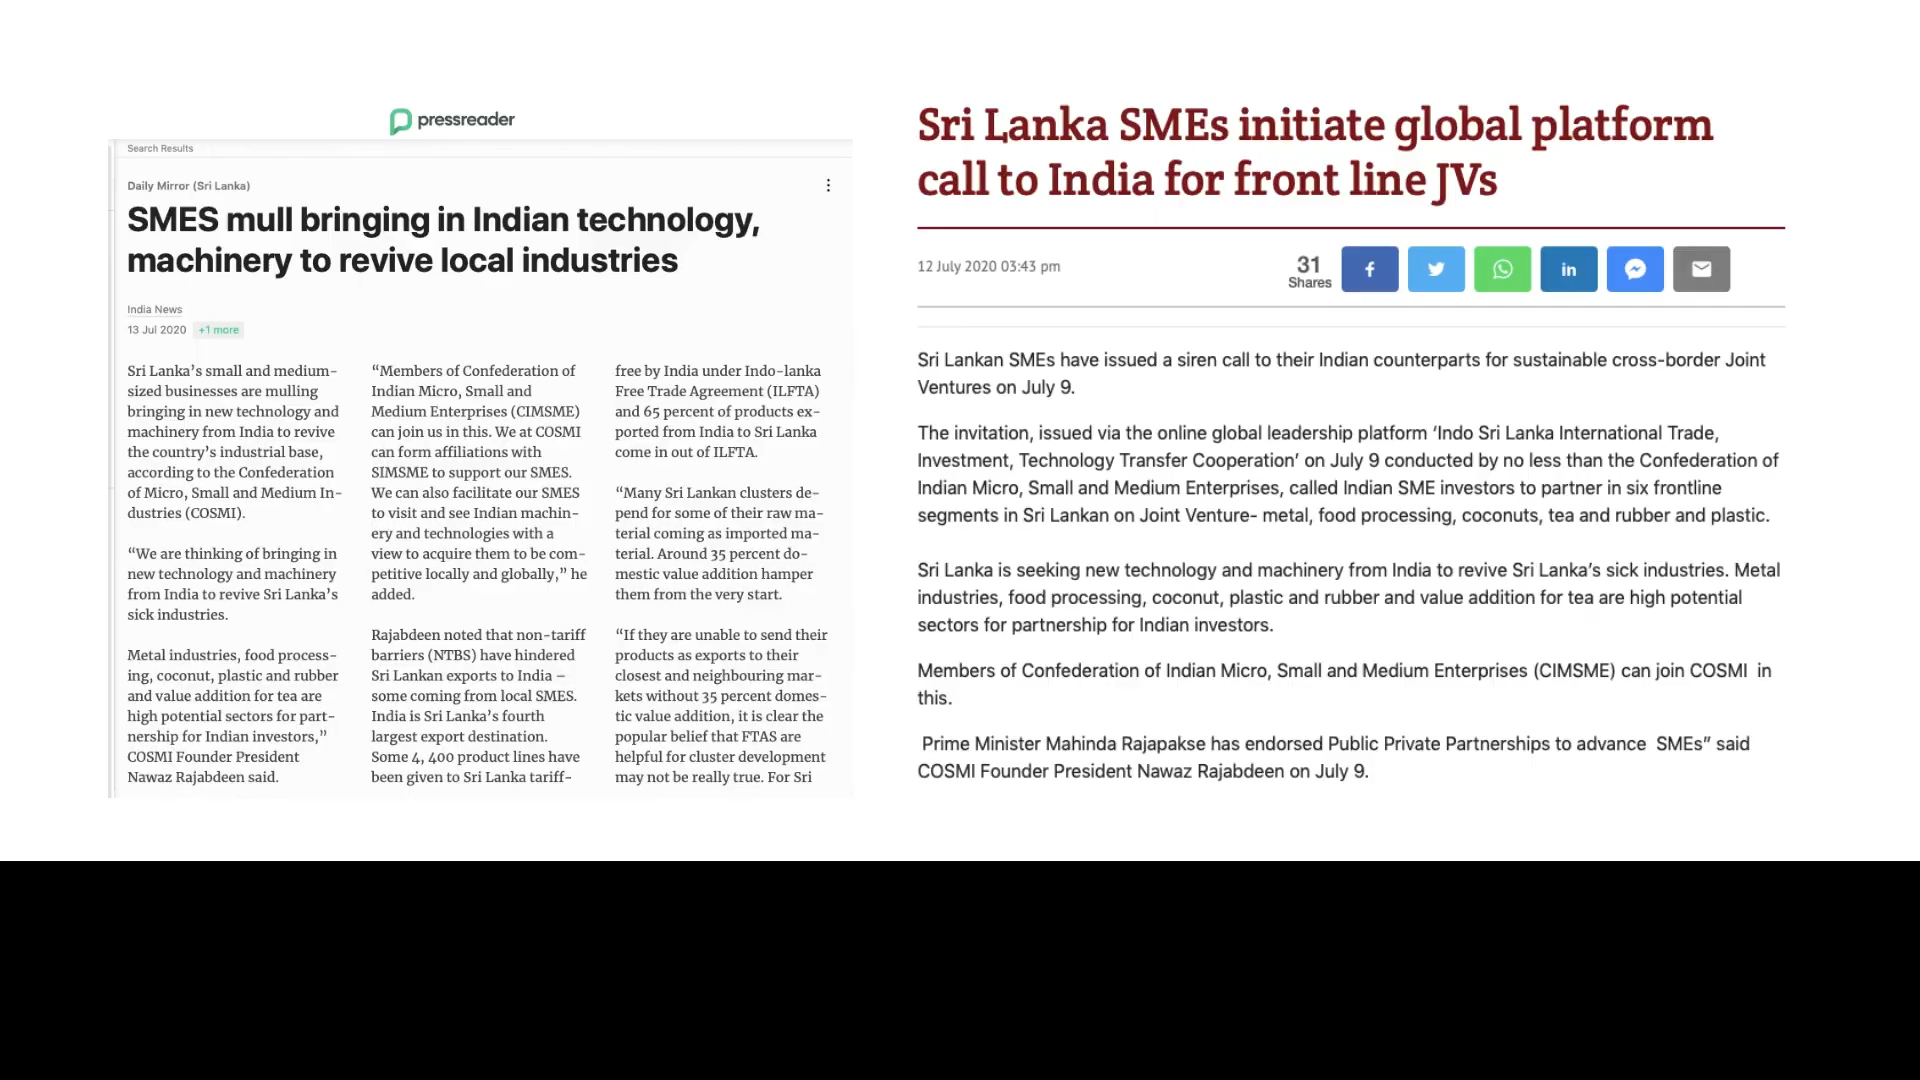 pressreader
Search Results
Daily Mirror (Sri Lanka)
SMES mull bringing in Indian technology,
machinery to revive local industries
India News
13 Jul 2020 +1 more
Sri Lanka’s small and medium-
sized businesses are mulling
bringing in new technology and
machinery from India to revive
the country’s industrial base,
according to the Confederation
of Micro, Small and Medium In-
dustries (COSMI).
“We are thinking of bringing in
new technology and machinery
from India to revive Sri Lanka’s
sick industries.
Metal industries, food process-
ing, coconut, plastic and rubber
and value addition for tea are
high potential sectors for part-
nership for Indian investors,”
COSMI Founder President
Nawaz Rajabdeen said.
“Members of Confederation of
Indian Micro, Small and
Medium Enterprises (CIMSME)
can join us in this. We at COSMI
can form affiliations with
SIMSME to support our SMES.
We can also facilitate our SMES
to visit and see Indian machin-
ery and technologies with a
view to acquire them to be com-
petitive locally and globally,” he
added.
Rajabdeen noted that non-tariff
barriers (NTBS) have hindered
Sri Lankan exports to India –
some coming from local SMES.
India is Sri Lanka’s fourth
largest export destination.
Some 4, 400 product lines have
been given to Sri Lanka tariff-
free by India under Indo-lanka
Free Trade Agreement (ILFTA)
and 65 percent of products ex-
ported from India to Sri Lanka
come in out of ILFTA.
“Many Sri Lankan clusters de-
pend for some of their raw ma-
terial coming as imported ma-
terial. Around 35 percent do-
mestic value addition hamper
them from the very start.
“If they are unable to send their
products as exports to their
closest and neighbouring mar-
kets without 35 percent domes-
tic value addition, it is clear the
popular belief that FTAS are
helpful for cluster development
may not be really true. For Sri
Sri Lanka SMEs initiate global platform
call to India for front line JVs
12 July 2020 03:43 pm
31
Shares
Sri Lankan SMEs have issued a siren call to their Indian counterparts for sustainable cross-border Joint
Ventures on July 9.
The invitation, issued via the online global leadership platform ‘Indo Sri Lanka International Trade,
Investment, Technology Transfer Cooperation’ on July 9 conducted by no less than the Confederation of
Indian Micro, Small and Medium Enterprises, called Indian SME investors to partner in six frontline
segments in Sri Lankan on Joint Venture- metal, food processing, coconuts, tea and rubber and plastic.
Sri Lanka is seeking new technology and machinery from India to revive Sri Lanka’s sick industries. Metal
industries, food processing, coconut, plastic and rubber and value addition for tea are high potential
sectors for partnership for Indian investors.
Members of Confederation of Indian Micro, Small and Medium Enterprises (CIMSME) can join COSMI in
this.
Prime Minister Mahinda Rajapakse has endorsed Public Private Partnerships to advance SMEs” said
COSMI Founder President Nawaz Rajabdeen on July 9.